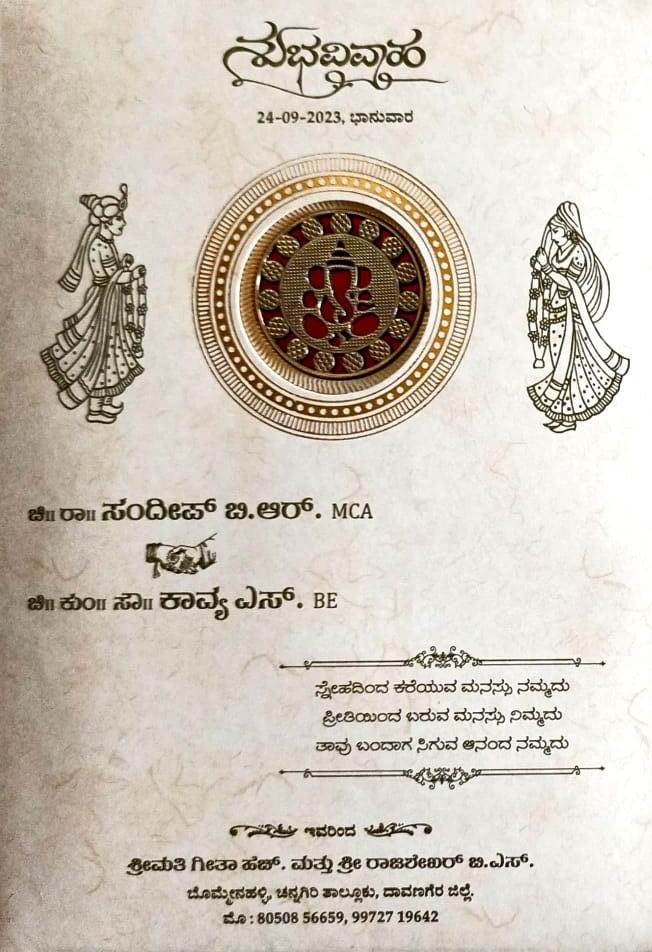 ಶುಭವಿವಾಹ
24-09-2023, ಭಾನುವಾರ
ಚಿ॥ ರಾ॥ ಸಂದೀಪ್ ಬಿ.ಆರ್. MCA
ಚಿ॥ ಕುಂ॥ ಸೌ॥ ಕಾವ್ಯ ಎಸ್. BE
ಸ್ನೇಹದಿಂದ ಕರೆಯುವ ಮನಸ್ಸು ನಮ್ಮದು
ಪ್ರೀತಿಯಿಂದ ಬರುವ ಮನಸ್ಸು ನಿಮ್ಮದು
ತಾವು ಬಂದಾಗ ಸಿಗುವ ಆನಂದ ನಮ್ಮದು
ಇವರಿಂದ
ಶ್ರೀಮತಿ ಗೀತಾ ಹೆಚ್. ಮತ್ತು ಶ್ರೀ ರಾಜಶೇಖರ್ ಬಿ.ಎಸ್.
ಬೊಮ್ಮೇನಹಳ್ಳಿ, ಚನ್ನಗಿರಿ ತಾಲ್ಲೂಕು, ದಾವಣಗೆರೆ ಜಿಲ್ಲೆ.
ಮೊ : 80508 56659, 99727 19642